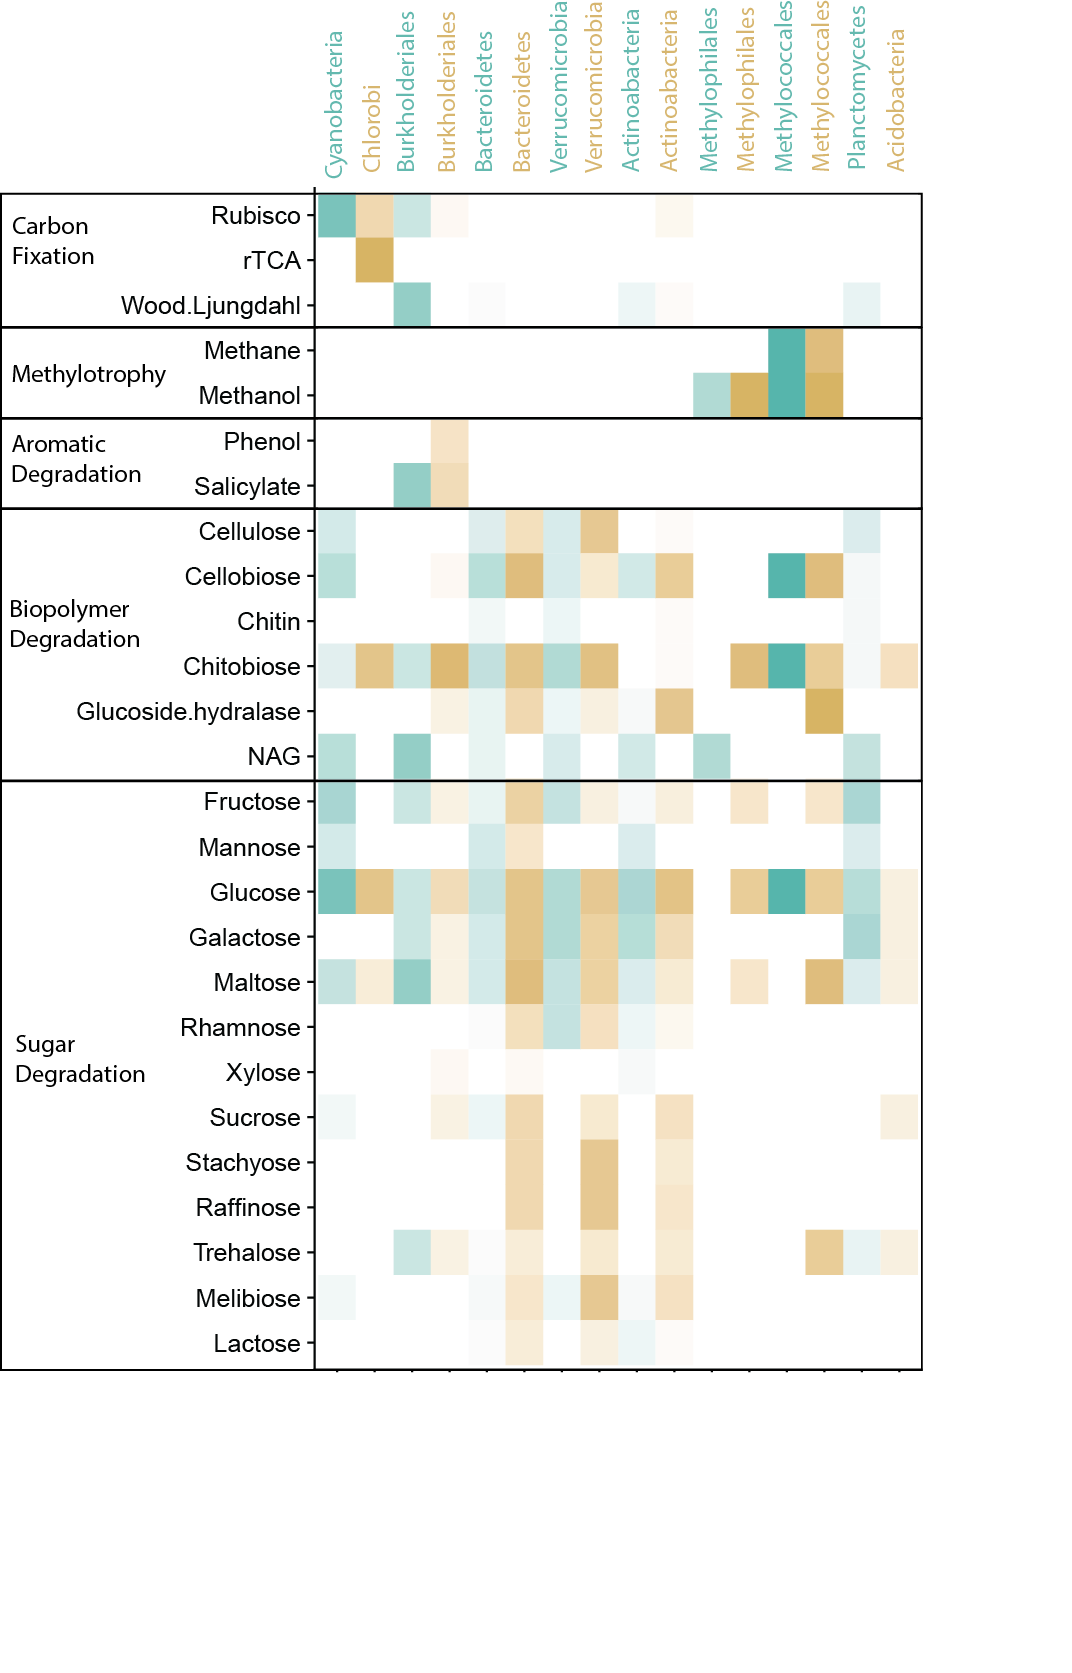 Cyanobacteria
Chlorobi
Burkholderiales
Burkholderiales
Bacteroidetes
Bacteroidetes
Verrucomicrobia
Verrucomicrobia
Actinoabacteria
Actinoabacteria
Methylophilales
Methylophilales
Methylococcales
Methylococcales
Planctomycetes
Acidobacteria
Carbon
Fixation
Rubisco
rTCA
Wood.Ljungdahl
Methylotrophy
Methane
Methanol
Aromatic
Degradation
Phenol
Salicylate
Biopolymer
Degradation
Cellulose
Cellobiose
Chitin
Chitobiose
Glucoside.hydralase
NAG
Sugar
Degradation
Fructose
Mannose
Glucose
Galactose
Maltose
Rhamnose
Xylose
Sucrose
Stachyose
Raffinose
Trehalose
Melibiose
Lactose